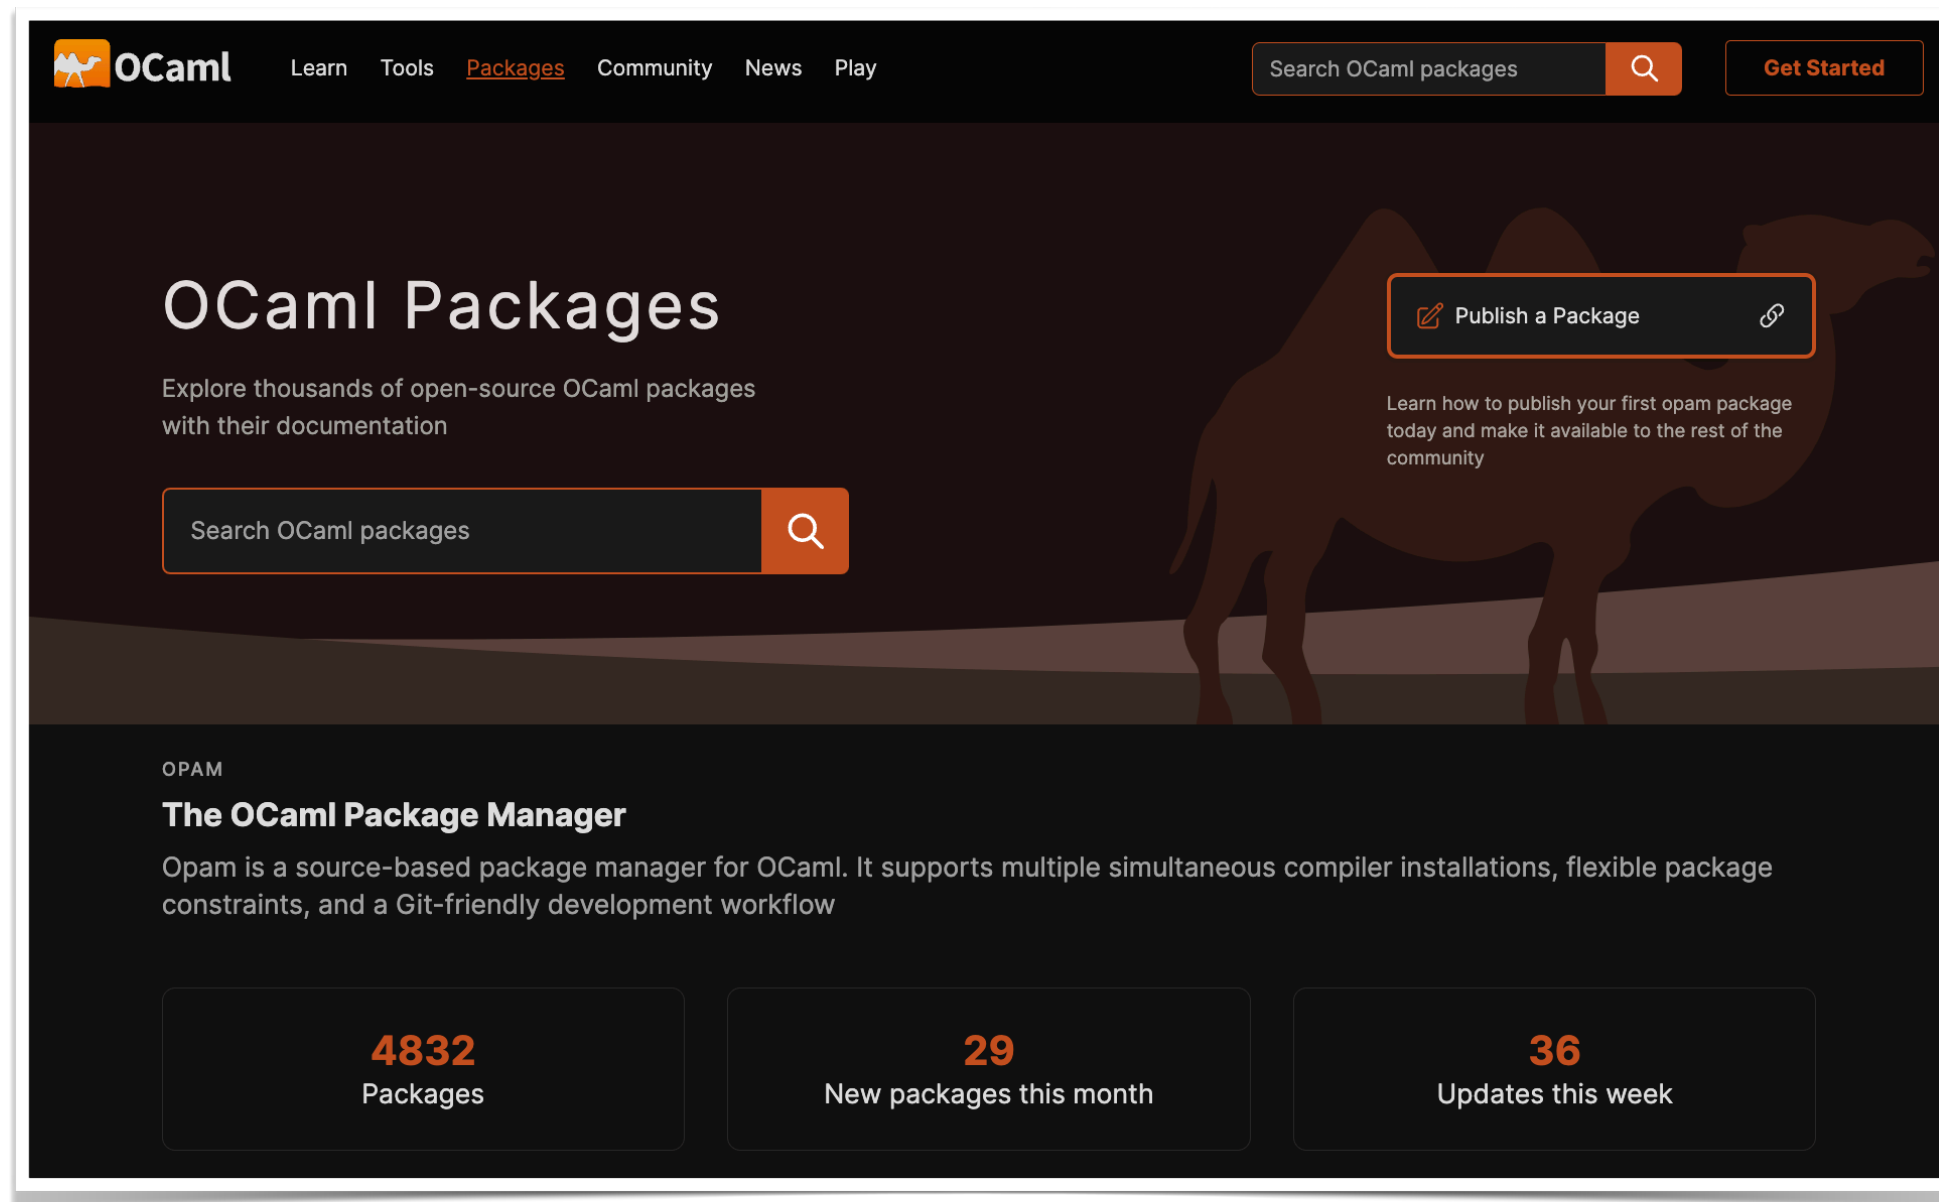 OCaml Learn Tools Packages Community News Play Search OCaml packages Get Started
OCaml Packages
Explore thousands of open-source OCaml packages
with their documentation
Search OCaml packages
Publish a Package
Learn how to publish your first opam package
today and make it available to the rest of the
community
OPAM
The OCaml Package Manager
Opam is a source-based package manager for OCaml. It supports multiple simultaneous compiler installations, flexible package
constraints, and a Git-friendly development workflow
4832
Packages
29
New packages this month
36
Updates this week